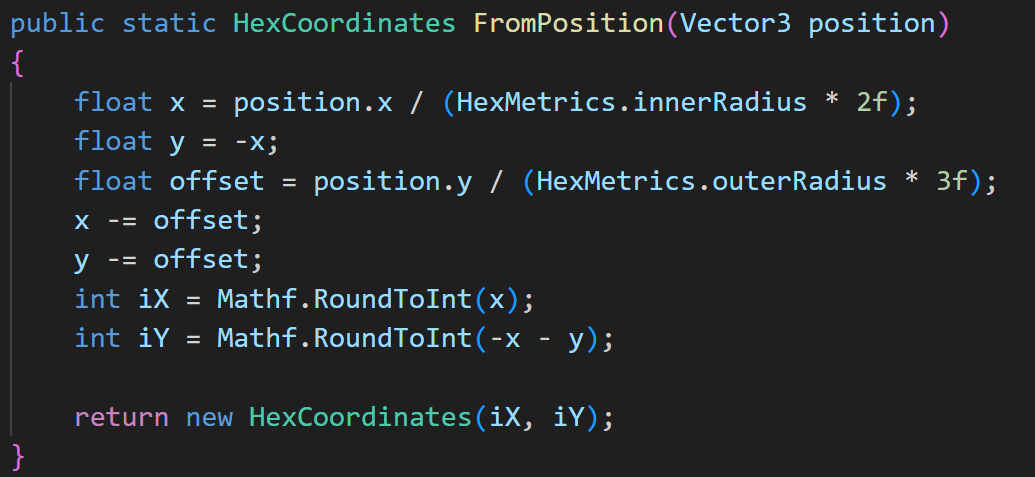 public static HexCoordinates FromPosition(Vector3 position)
{
    float x = position.x / (HexMetrics.innerRadius * 2f);
    float y = -x;
    float offset = position.y / (HexMetrics.outerRadius * 3f);
    x -= offset;
    y -= offset;
    int iX = Mathf.RoundToInt(x);
    int iY = Mathf.RoundToInt(-x - y);

    return new HexCoordinates(iX, iY);
}